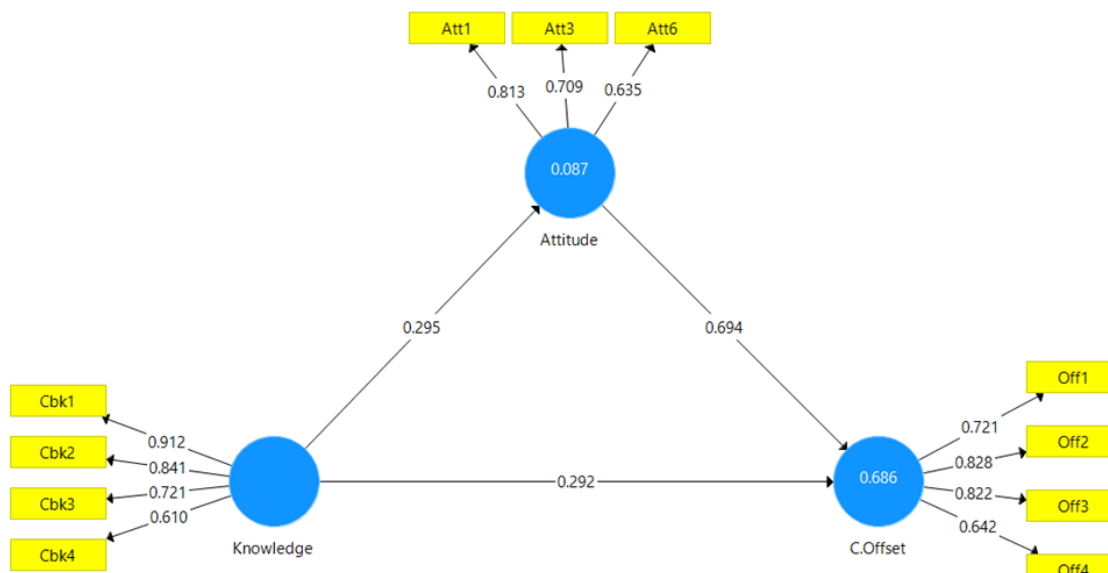 Att1 Att3 Att6
0.813 0.709 0.635
0.087
Attitude
0.295 0.694
Cbk1
Cbk2
Cbk3
Cbk4
0.912
0.841
0.721
0.610
Knowledge
0.292
0.686
C.Offset
0.721
0.828
0.822
0.642
Off1
Off2
Off3
Off4